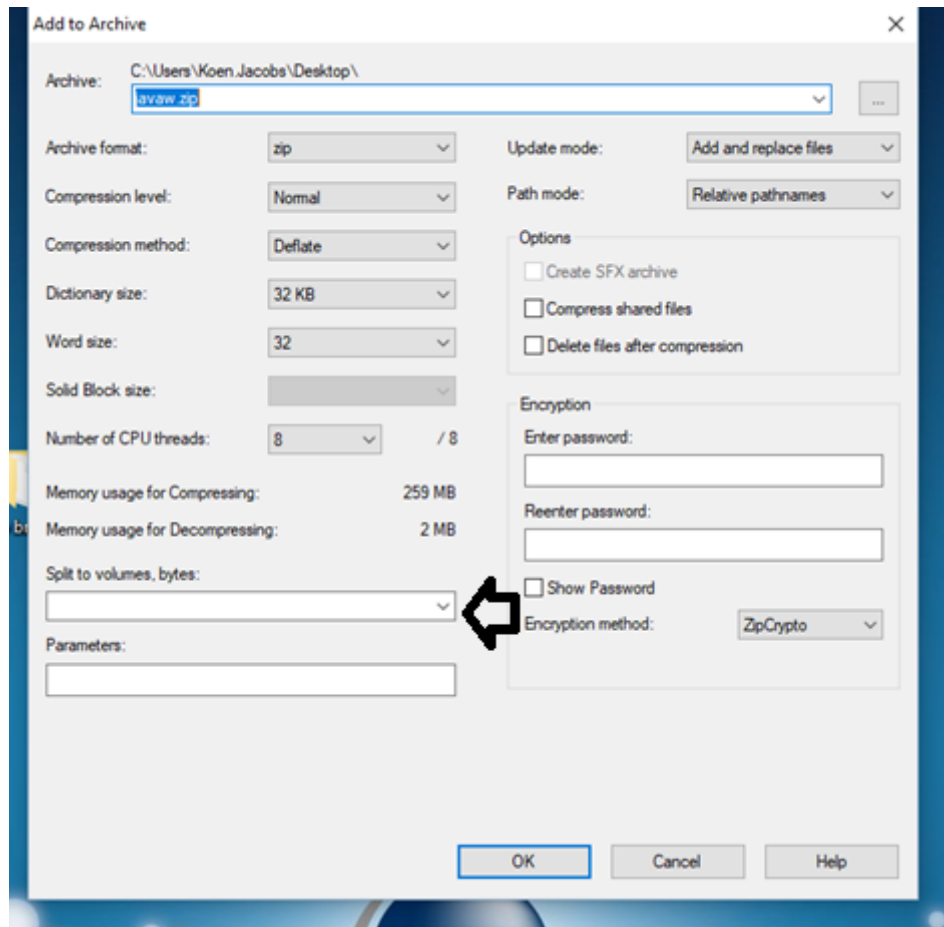 Add to Archive
Archive:
C:\Users\Koen.Jacobs\Desktop\
javaw.zip
...
Archive format:
zip
Compression level:
Normal
Compression method:
Deflate
Dictionary size:
32 KB
Word size:
32
Solid Block size:
Number of CPU threads:
8
/ 8
Memory usage for Compressing:
259 MB
Memory usage for Decompressing:
2 MB
Split to volumes, bytes:
Parameters:
Update mode:
Add and replace files
Path mode:
Relative pathnames
Options
Create SFX archive
Compress shared files
Delete files after compression
Encryption
Enter password:
Reenter password:
Show Password
Encryption method:
ZipCrypto
OK
Cancel
Help